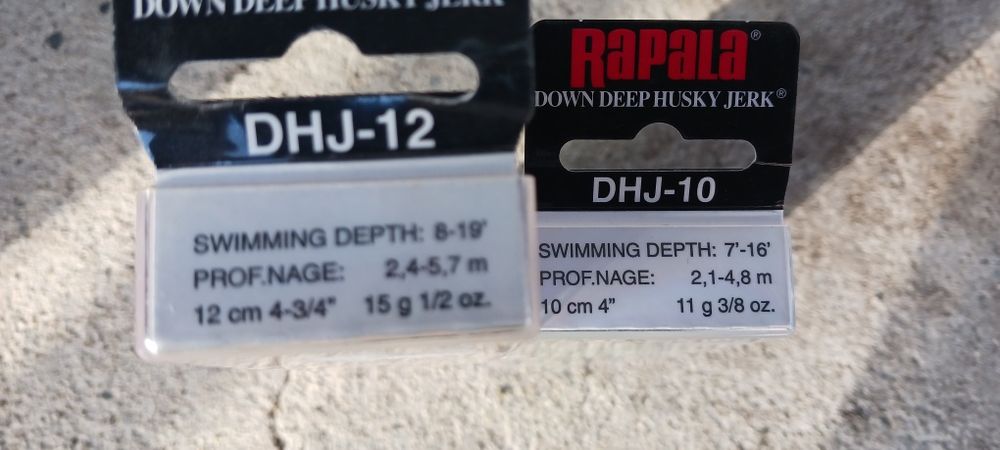 DOWN DEEP HUSKY JERK
DHJ-12
SWIMMING DEPTH: 8-19'
PROF.NAGE: 2,4-5,7 m
12 cm 4-3/4" 15 g 1/2 oz.
RAPALA®
DOWN DEEP HUSKY JERK®
DHJ-10
SWIMMING DEPTH: 7'-16'
PROF.NAGE: 2,1-4,8 m
10 cm 4" 11 g 3/8 oz.